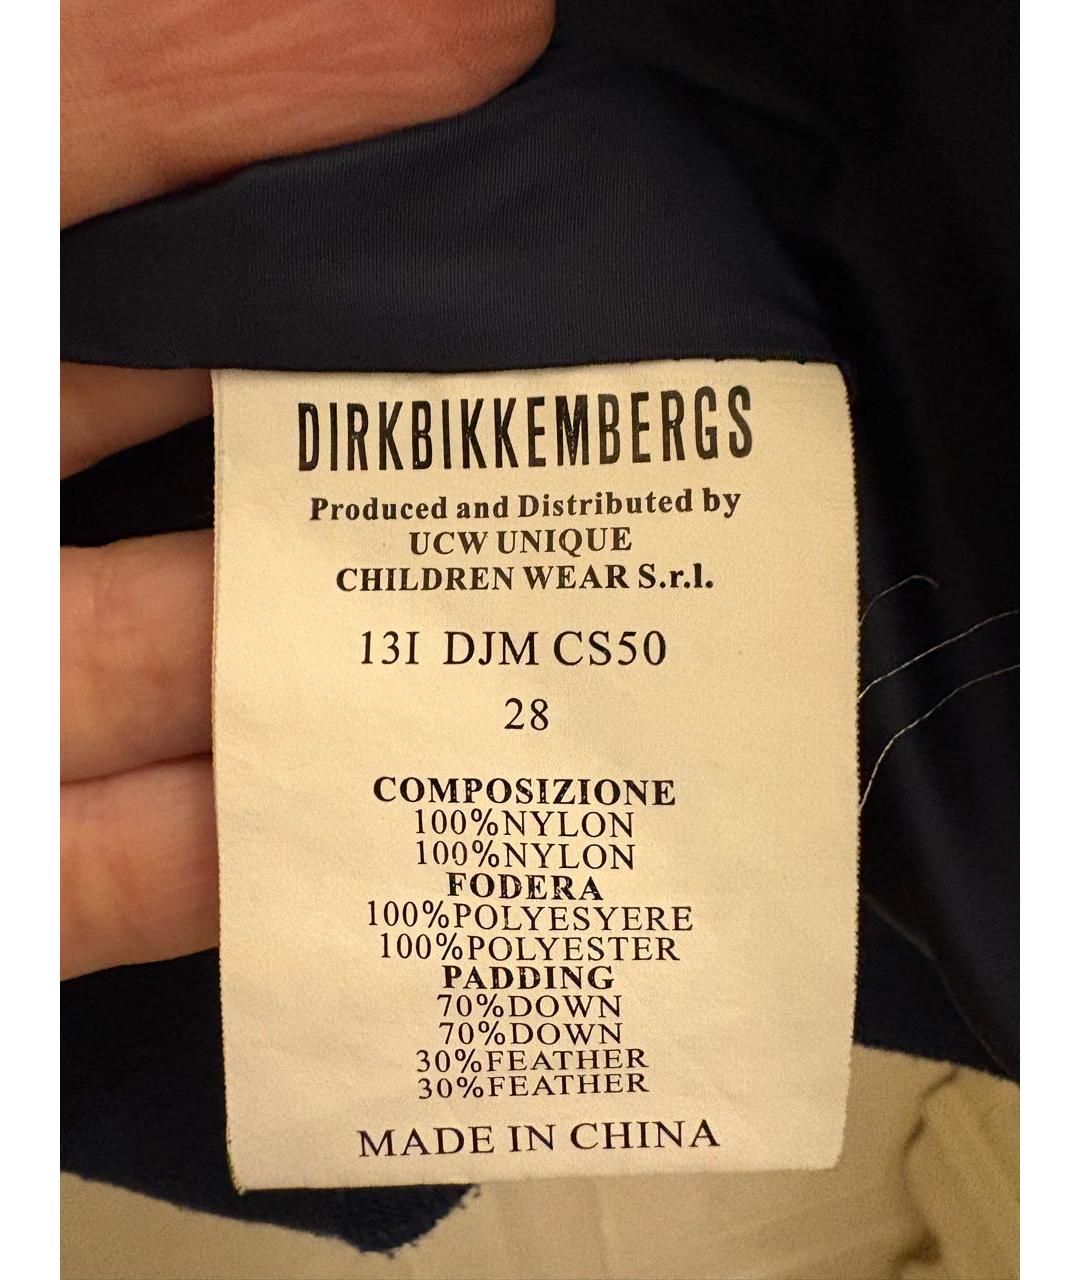 DIRKBIKKEMBERGS
Produced and Distributed by
UCW UNIQUE
CHILDREN WEAR S.r.l.
13I DJM CS50
28
COMPOSIZIONE
100%NYLON
100%NYLON
FODERA
100%POLYESYERE
100%POLYESTER
PADDING
70%DOWN
70%DOWN
30%FEATHER
30%FEATHER
MADE IN CHINA